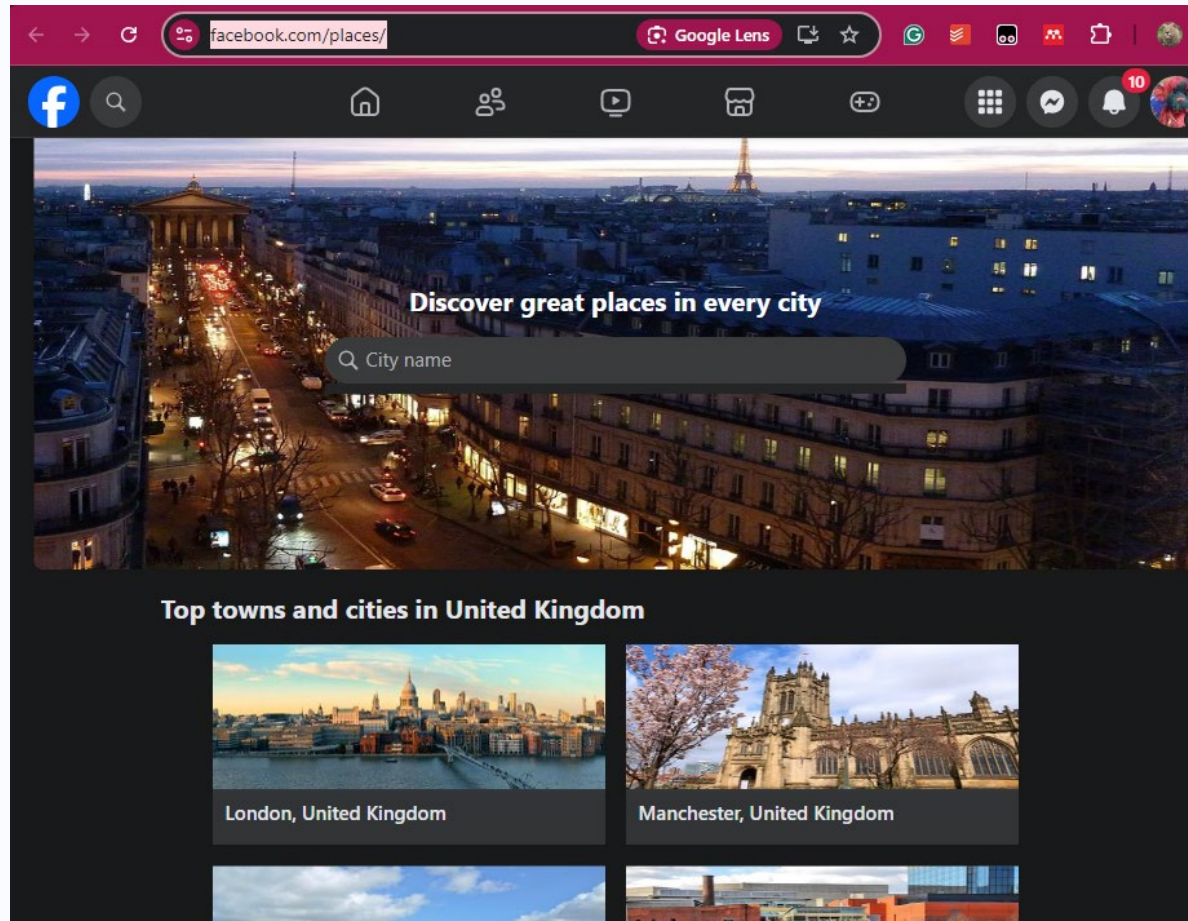 facebook.com/places/
Google Lens
10
Discover great places in every city
City name
Top towns and cities in United Kingdom
London, United Kingdom
Manchester, United Kingdom